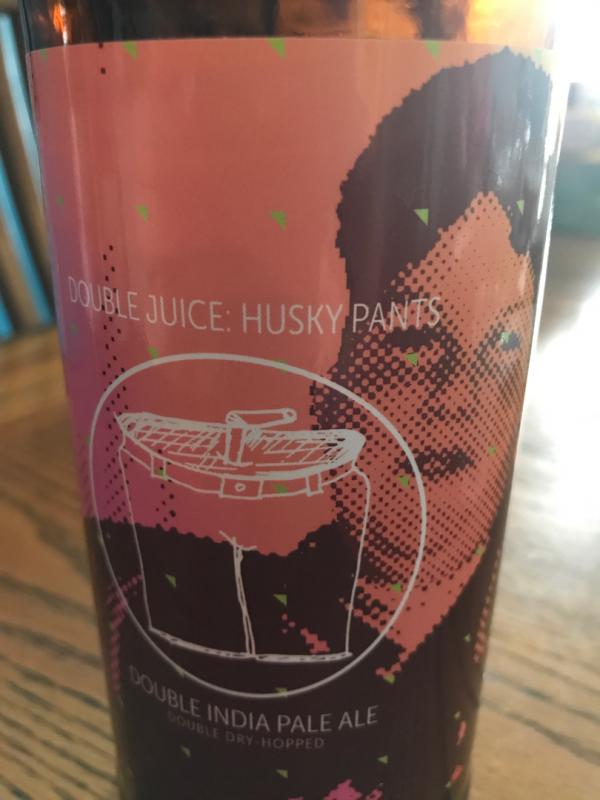 DOUBLE JUICE: HUSKY PANTS
DOUBLE INDIA PALE ALE
DOUBLE DRY-HOPPED